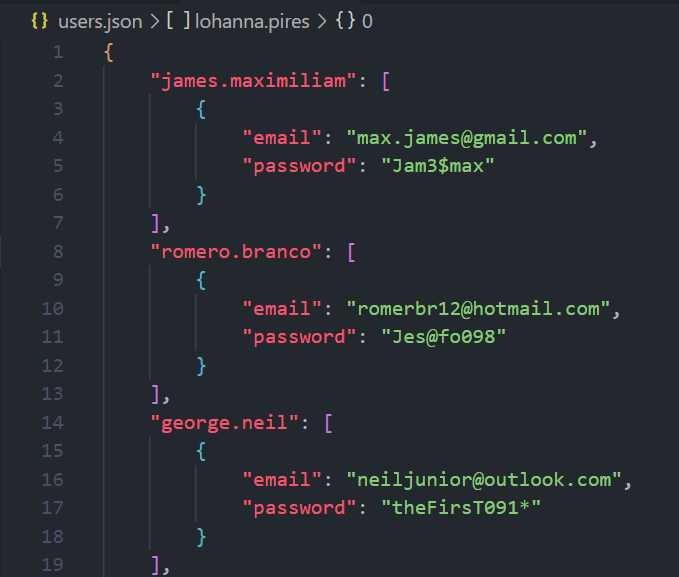 {} users.json > [ ] lohanna.pires > {} 0
1 {
2 "james.maximiliam": [
3 {
4 "email": "max.james@gmail.com",
5 "password": "Jam3$max"
6 }
7 ],
8 "romero.branco": [
9 {
10 "email": "romerbr12@hotmail.com",
11 "password": "Jes@fo098"
12 }
13 ],
14 "george.neil": [
15 {
16 "email": "neiljunior@outlook.com",
17 "password": "theFirsT091*"
18 }
19 ],